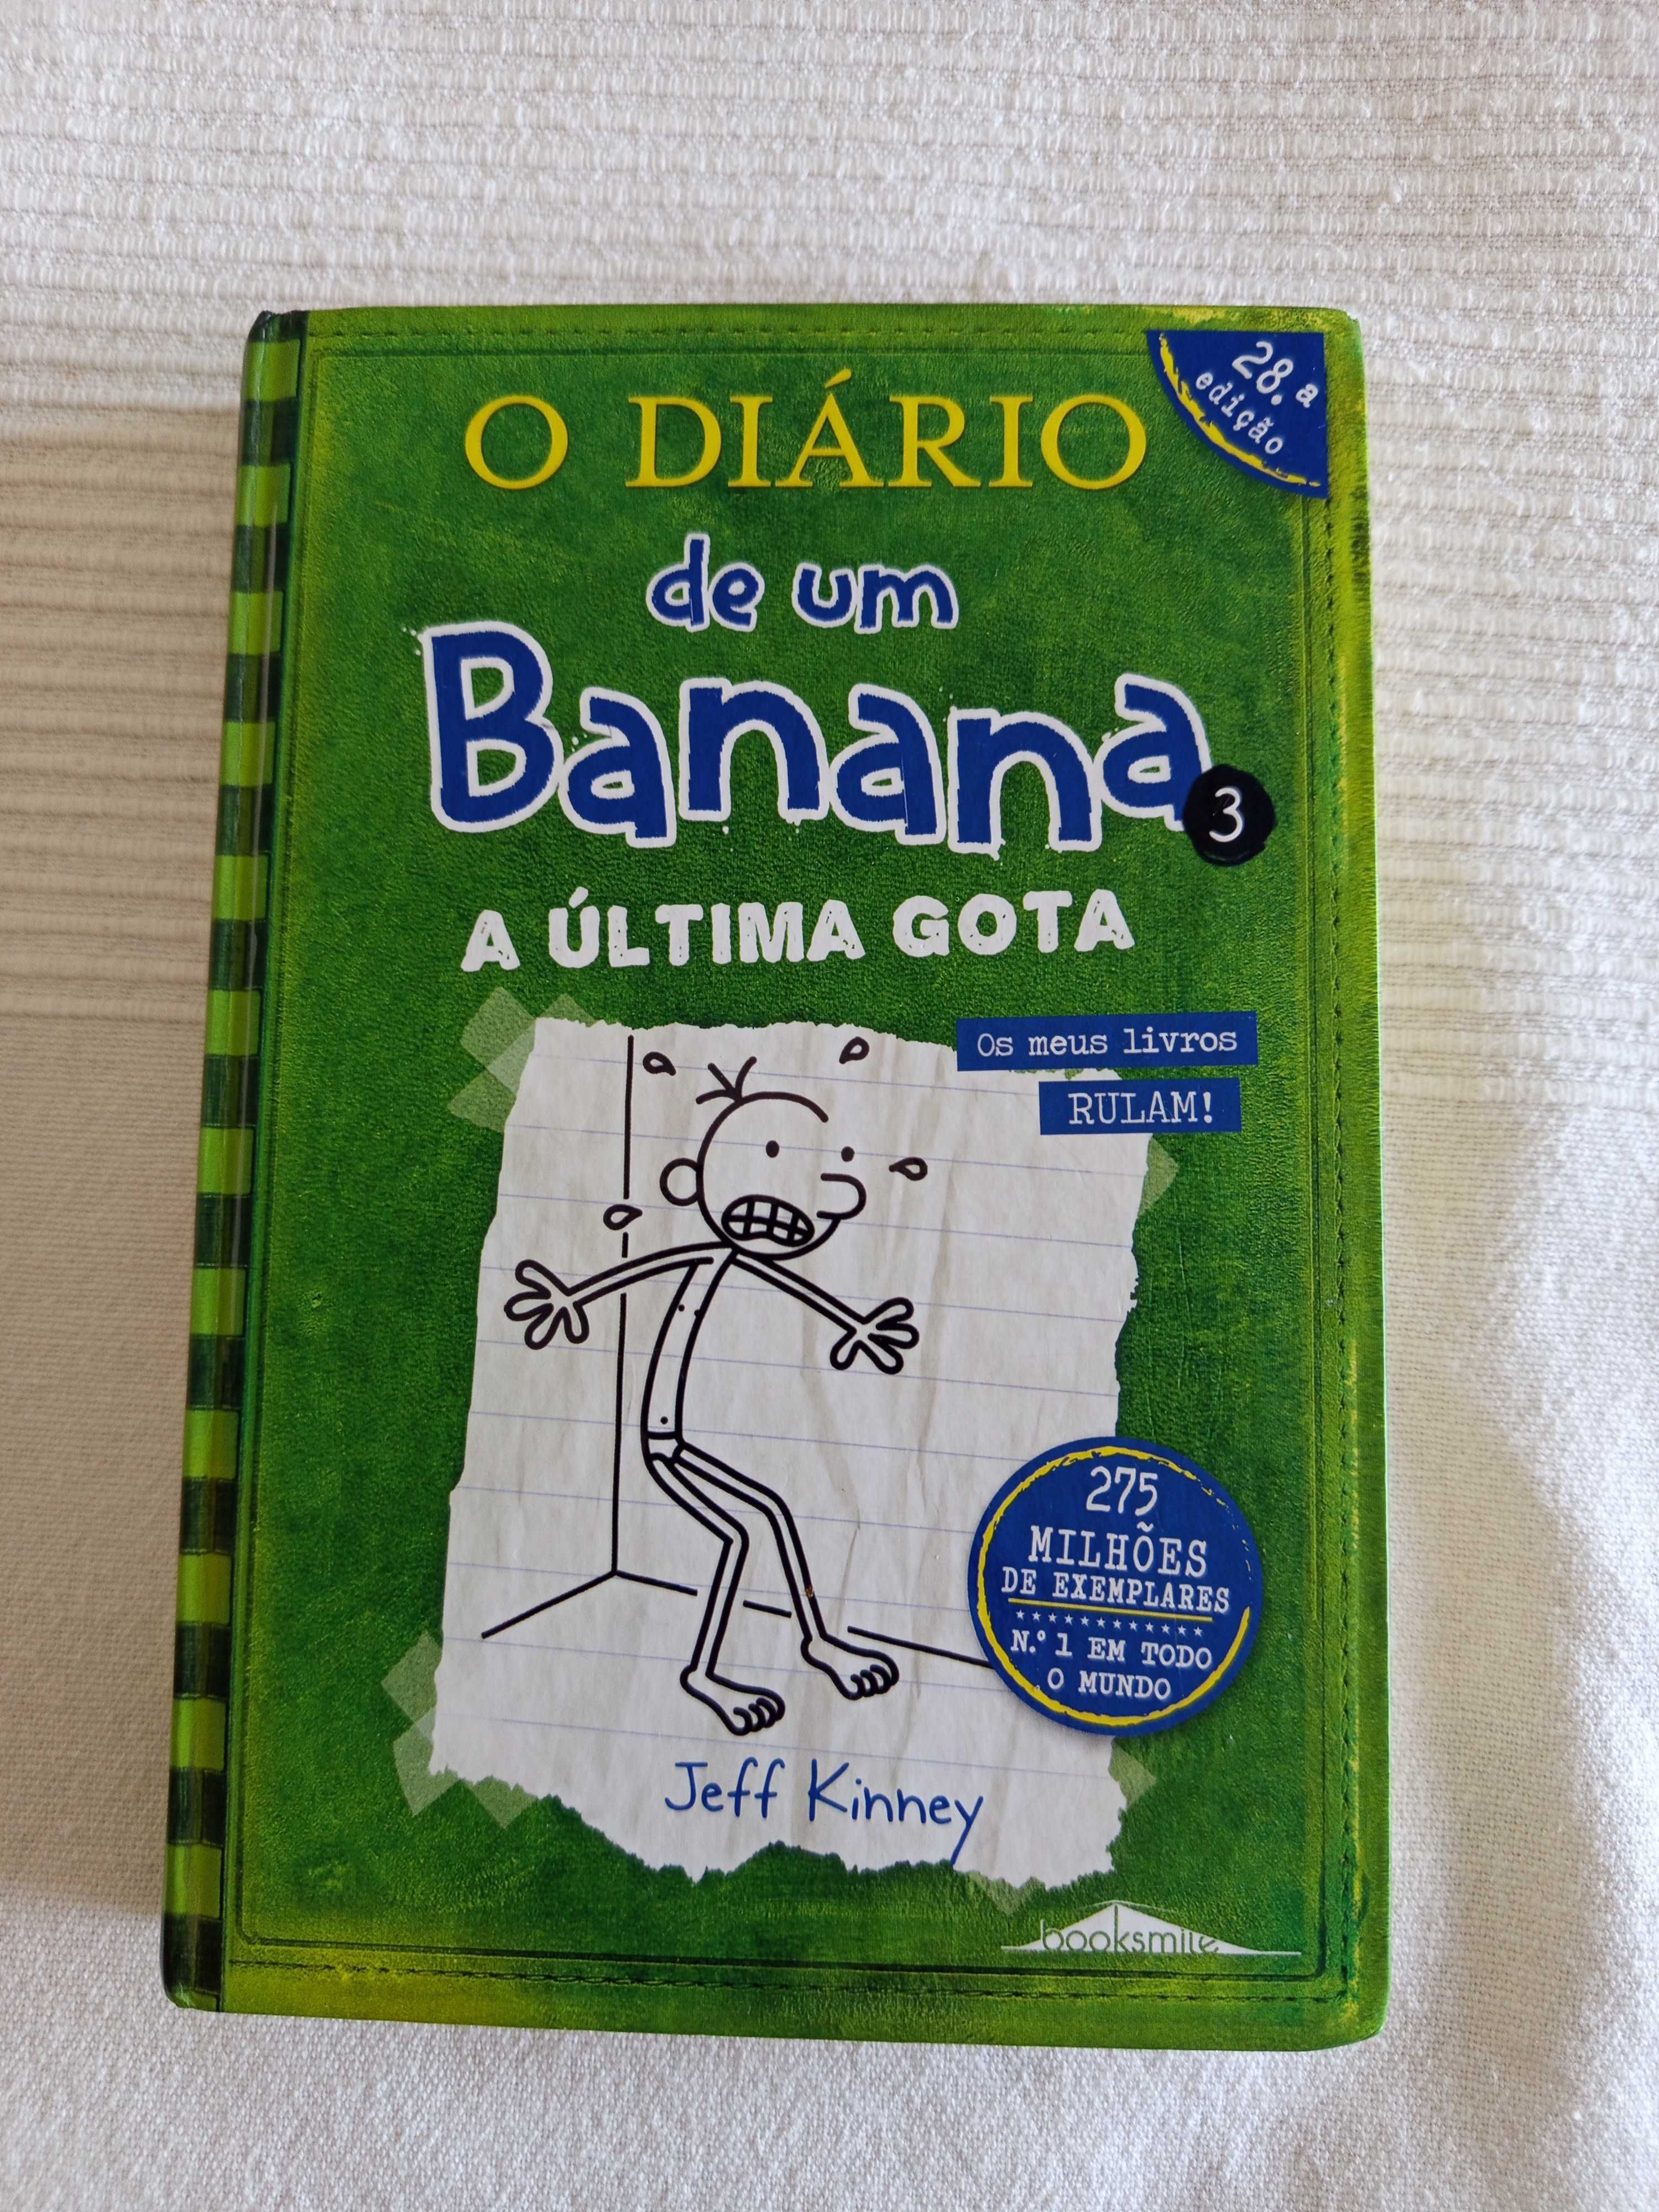 28.ª
edição
O DIÁRIO
de um
Banana
3
A ÚLTIMA GOTA
Os meus livros
RULAM!
275
MILHÕES
DE EXEMPLARES
N.º 1 EM TODO
O MUNDO
Jeff Kinney
booksmile